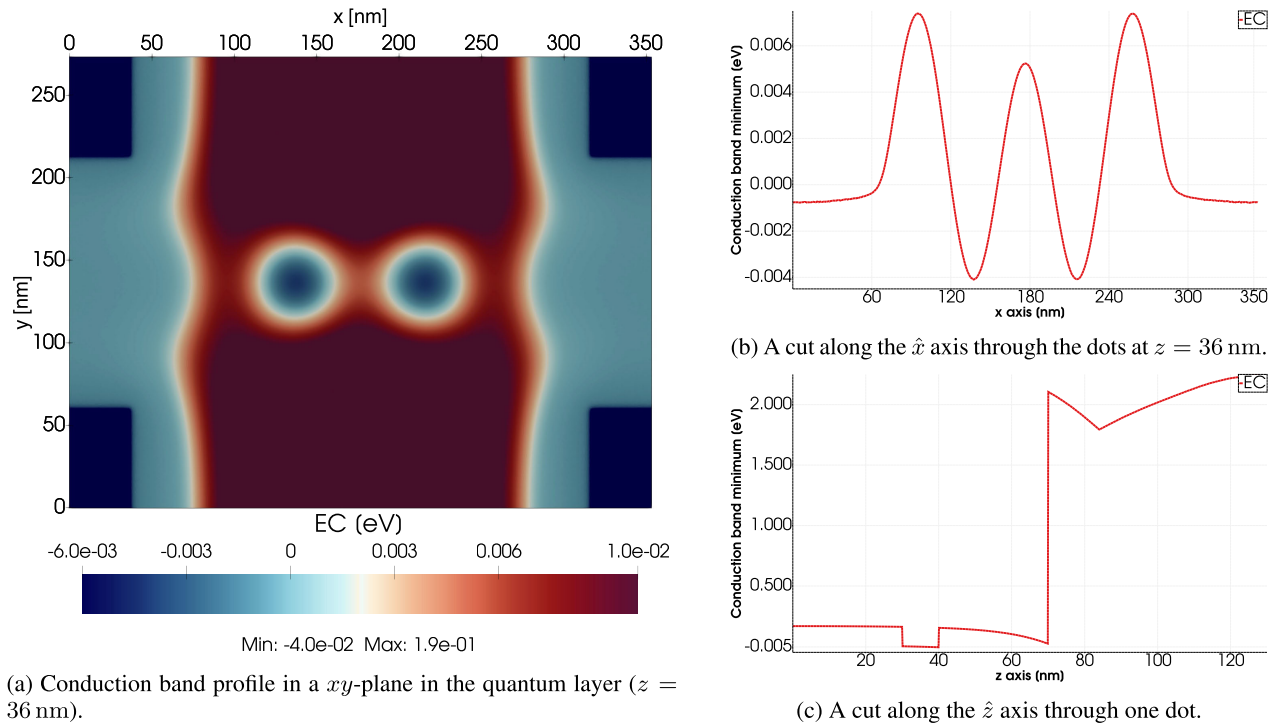 x [nm]
0 50 100 150 200 250 300 350
y [nm]
250
200
150
100
50
0
EC (eV)
-6.0e-03 -0.003 0 0.003 0.006 1.0e-02
Min: -4.0e-02 Max: 1.9e-01
(a) Conduction band profile in a xy-plane in the quantum layer (z =
36 nm).
EC
Conduction band minimum (eV)
0.006
0.004
0.002
0.000
-0.002
-0.004
60 120 180 240 300 350
x axis (nm)
(b) A cut along the x̂ axis through the dots at z = 36 nm.
EC
Conduction band minimum (eV)
2.000
1.500
1.000
0.500
-0.005
20 40 60 80 100 120
z axis (nm)
(c) A cut along the ẑ axis through one dot.